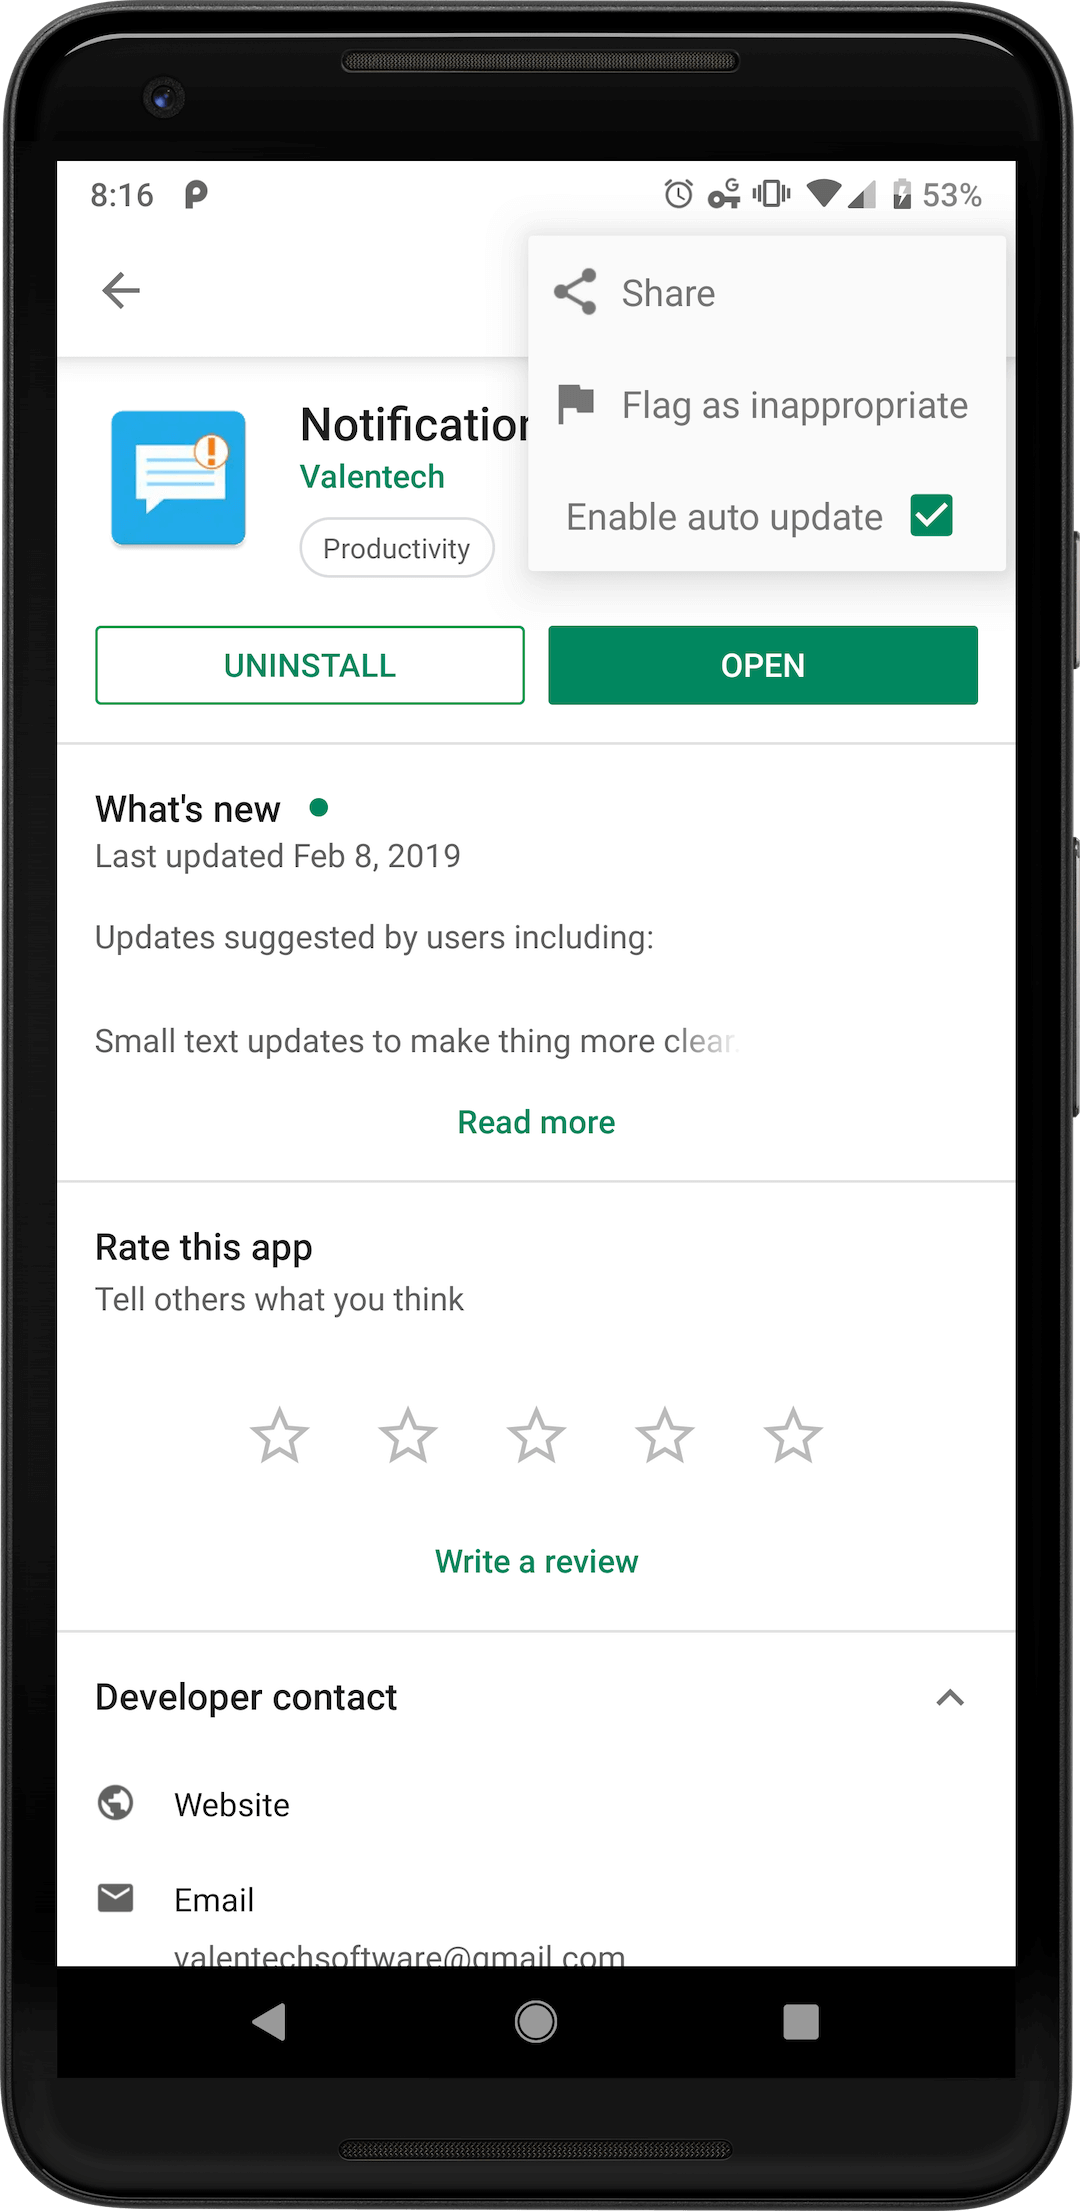 8:16
53%
Share
Flag as inappropriate
Enable auto update
Notification
Valentech
Productivity
UNINSTALL
OPEN
What's new
Last updated Feb 8, 2019
Updates suggested by users including:
Small text updates to make thing more clear.
Read more
Rate this app
Tell others what you think
Write a review
Developer contact
Website
Email
valentechsoftware@gmail.com